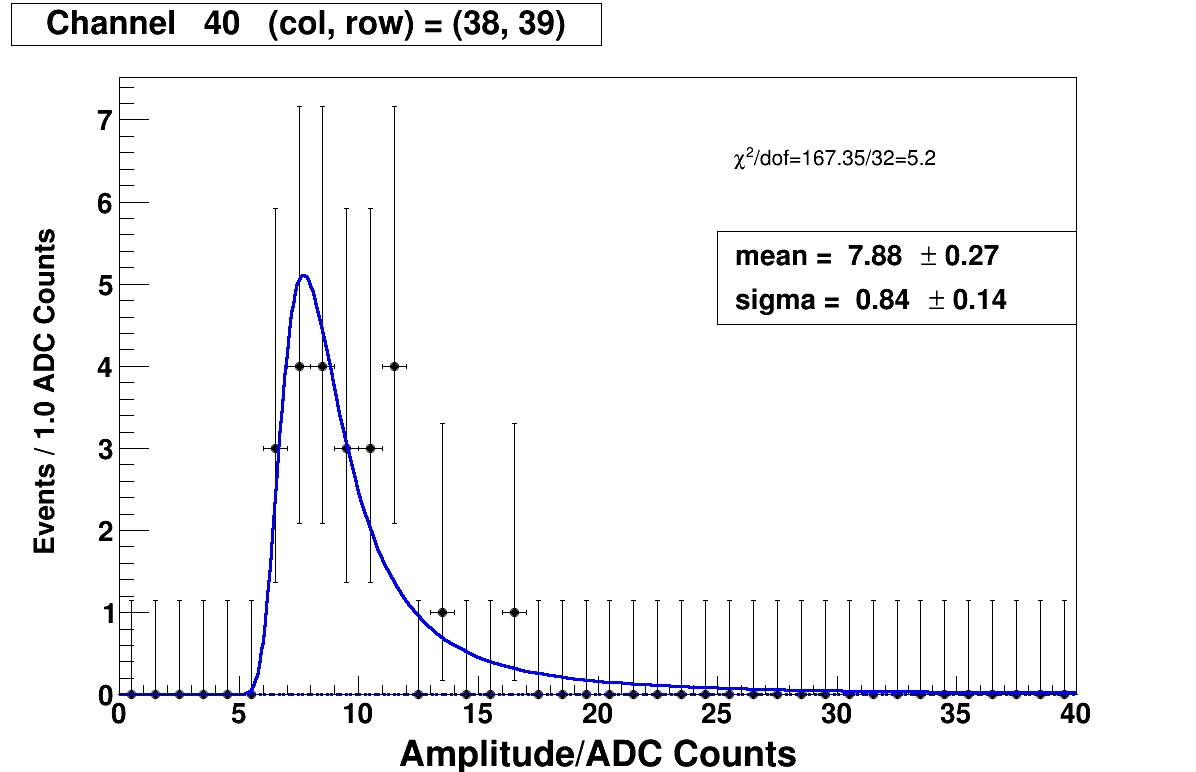 Channel 40 (col, row) = (38, 39)
χ²/dof=167.35/32=5.2
mean = 7.88 ± 0.27
sigma = 0.84 ± 0.14
Events / 1.0 ADC Counts
7
6
5
4
3
2
1
0
0 5 10 15 20 25 30 35 40
Amplitude/ADC Counts